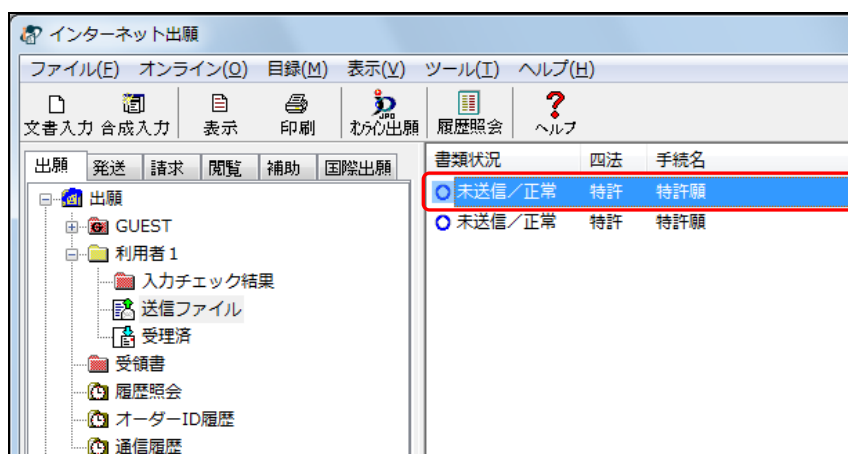 インターネット出願
ファイル(F) オンライン(O) 目録(M) 表示(V) ツール(T) ヘルプ(H)
文書入力 合成入力 表示 印刷 オンライン出願 履歴照会 ヘルプ
出願 発送 請求 閲覧 補助 国際出願
書類状況 四法 手続名
未送信／正常 特許 特許願
未送信／正常 特許 特許願
出願
GUEST
利用者1
入力チェック結果
送信ファイル
受理済
受領書
履歴照会
オーダーID履歴
通信履歴